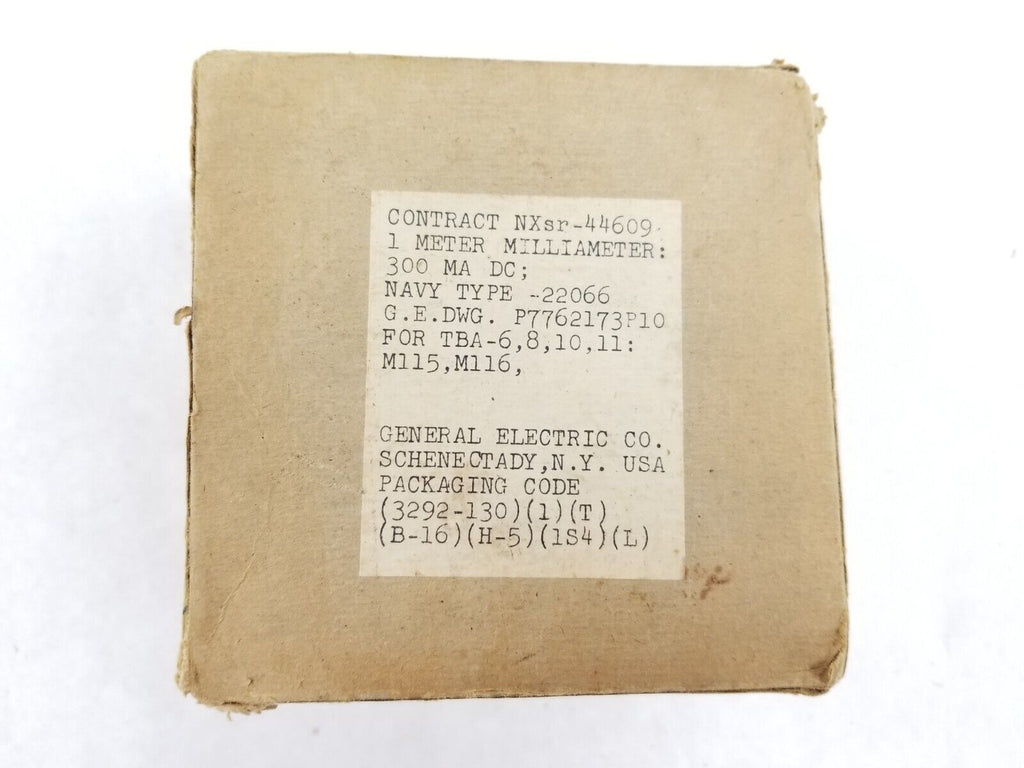 CONTRACT NXsr-44609.
1 METER MILLIAMETER:
300 MA DC;
NAVY TYPE -22066
G.E.DWG. P7762173P10
FOR TBA-6,8,10,11:
M115,M116,
GENERAL ELECTRIC CO.
SCHENECTADY,N.Y. USA
PACKAGING CODE
(3292-130)(1)(T)
(B-16)(H-5)(1S4)(L)